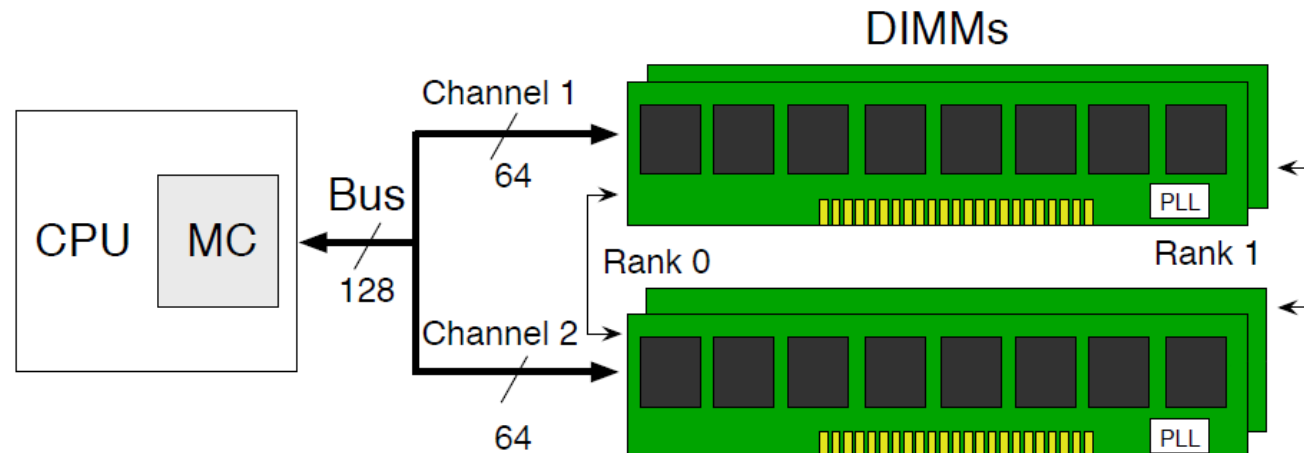 DIMMs
Channel 1
64
Bus
CPU
MC
128
PLL
Rank 0
Rank 1
Channel 2
64
PLL